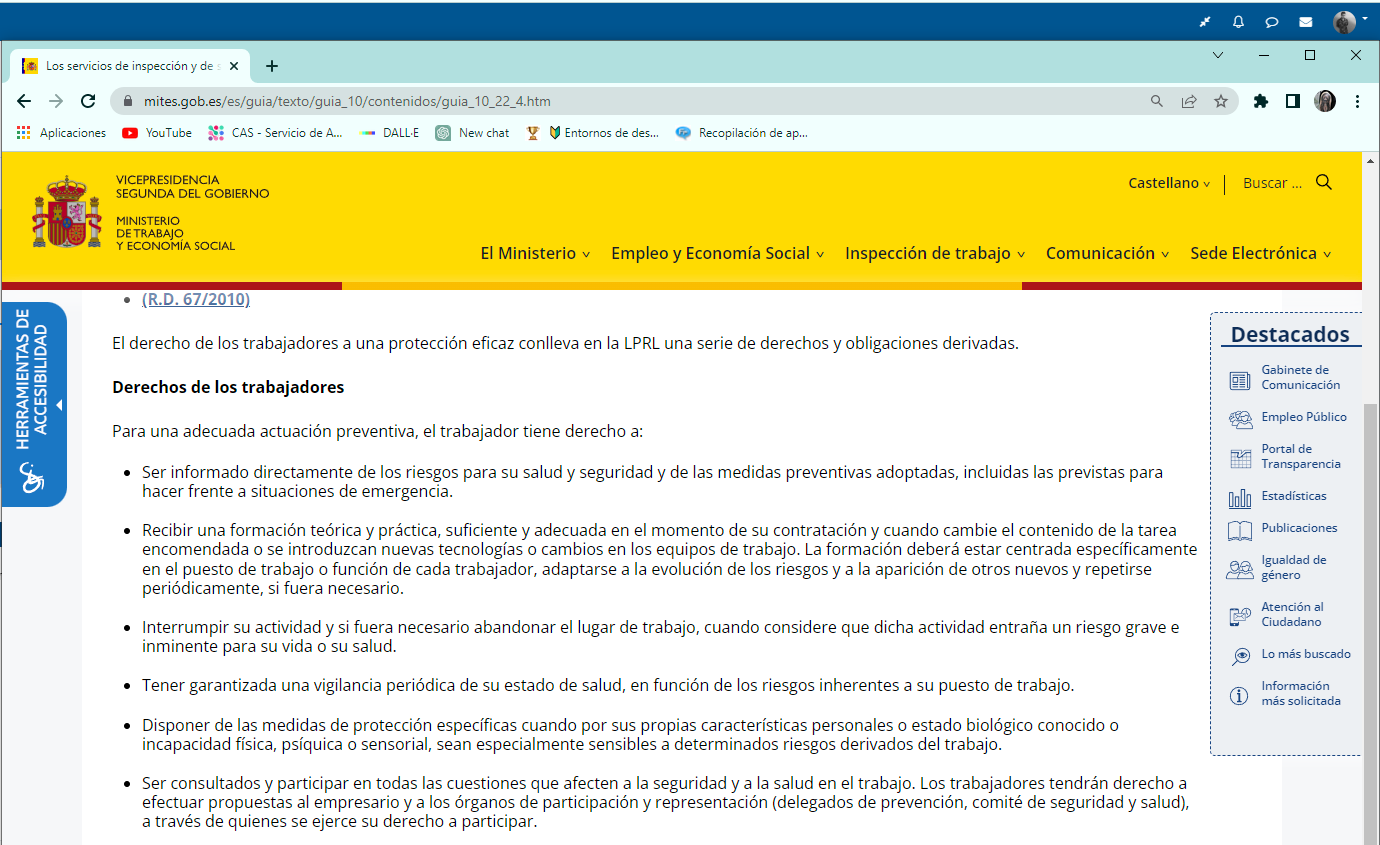 Los servicios de inspección y de s
mites.gob.es/es/guia/texto/guia_10/contenidos/guia_10_22_4.htm
Aplicaciones YouTube CAS - Servicio de A... DALL·E New chat Entornos de des... Recopilación de ap...
VICEPRESIDENCIA
SEGUNDA DEL GOBIERNO
MINISTERIO
DE TRABAJO
Y ECONOMÍA SOCIAL
Castellano
Buscar ...
El Ministerio Empleo y Economía Social Inspección de trabajo Comunicación Sede Electrónica
HERRAMIENTAS DE
ACCESIBILIDAD
(R.D. 67/2010)
El derecho de los trabajadores a una protección eficaz conlleva en la LPRL una serie de derechos y obligaciones derivadas.
Derechos de los trabajadores
Para una adecuada actuación preventiva, el trabajador tiene derecho a:
Ser informado directamente de los riesgos para su salud y seguridad y de las medidas preventivas adoptadas, incluidas las previstas para
hacer frente a situaciones de emergencia.
Recibir una formación teórica y práctica, suficiente y adecuada en el momento de su contratación y cuando cambie el contenido de la tarea
encomendada o se introduzcan nuevas tecnologías o cambios en los equipos de trabajo. La formación deberá estar centrada específicamente
en el puesto de trabajo o función de cada trabajador, adaptarse a la evolución de los riesgos y a la aparición de otros nuevos y repetirse
periódicamente, si fuera necesario.
Interrumpir su actividad y si fuera necesario abandonar el lugar de trabajo, cuando considere que dicha actividad entraña un riesgo grave e
inminente para su vida o su salud.
Tener garantizada una vigilancia periódica de su estado de salud, en función de los riesgos inherentes a su puesto de trabajo.
Disponer de las medidas de protección específicas cuando por sus propias características personales o estado biológico conocido o
incapacidad física, psíquica o sensorial, sean especialmente sensibles a determinados riesgos derivados del trabajo.
Ser consultados y participar en todas las cuestiones que afecten a la seguridad y a la salud en el trabajo. Los trabajadores tendrán derecho a
efectuar propuestas al empresario y a los órganos de participación y representación (delegados de prevención, comité de seguridad y salud),
a través de quienes se ejerce su derecho a participar.
Destacados
Gabinete de
Comunicación
Empleo Público
Portal de
Transparencia
Estadísticas
Publicaciones
Igualdad de
género
Atención al
Ciudadano
Lo más buscado
Información
más solicitada